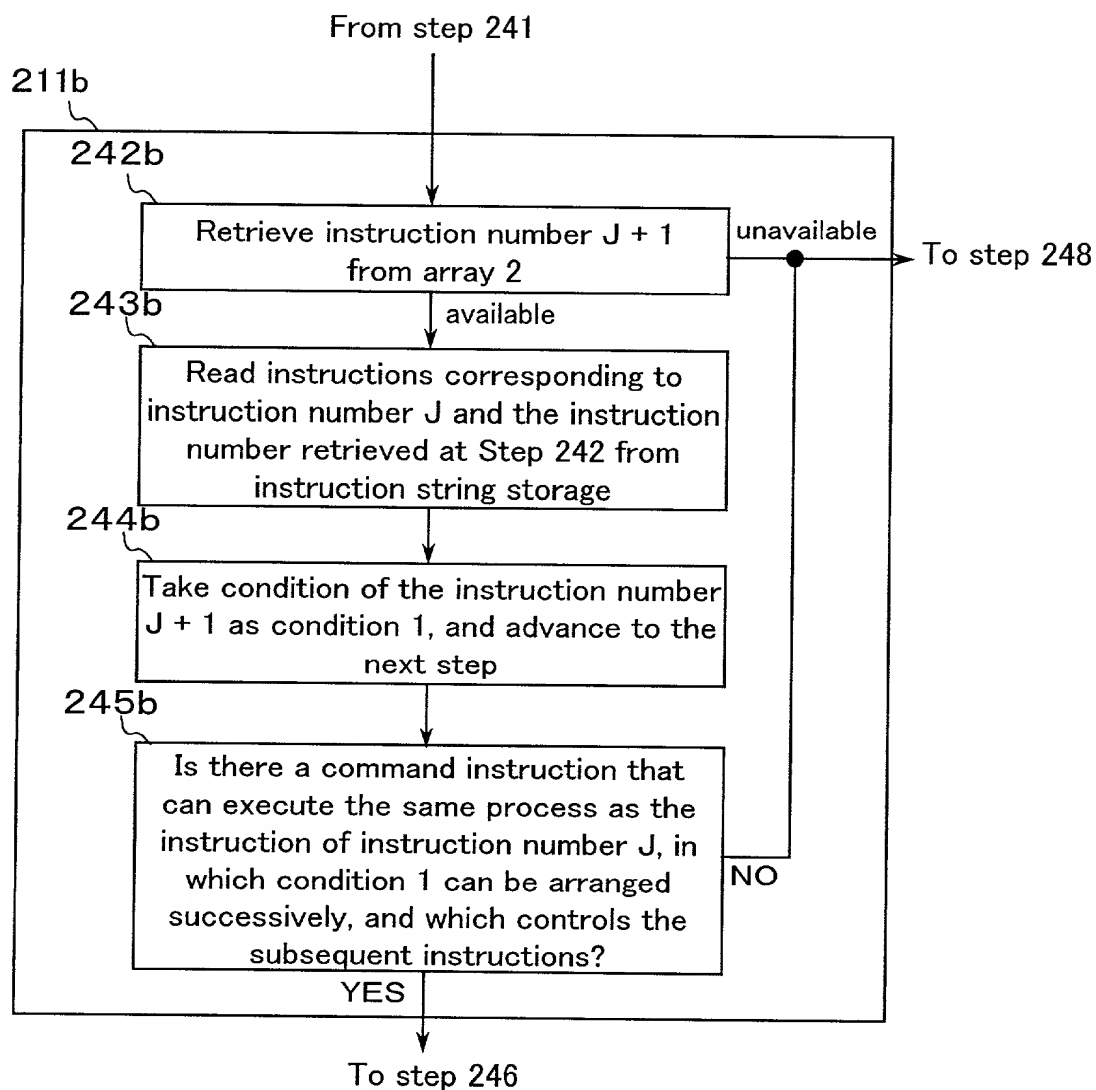 From step 241
211b
242b
Retrieve instruction number J + 1
from array 2
unavailable
To step 248
243b
available
Read instructions corresponding to
instruction number J and the instruction
number retrieved at Step 242 from
instruction string storage
244b
Take condition of the instruction number
J + 1 as condition 1, and advance to the
next step
245b
Is there a command instruction that
can execute the same process as the
instruction of instruction number J, in
which condition 1 can be arranged
successively, and which controls the
subsequent instructions?
NO
YES
To step 246